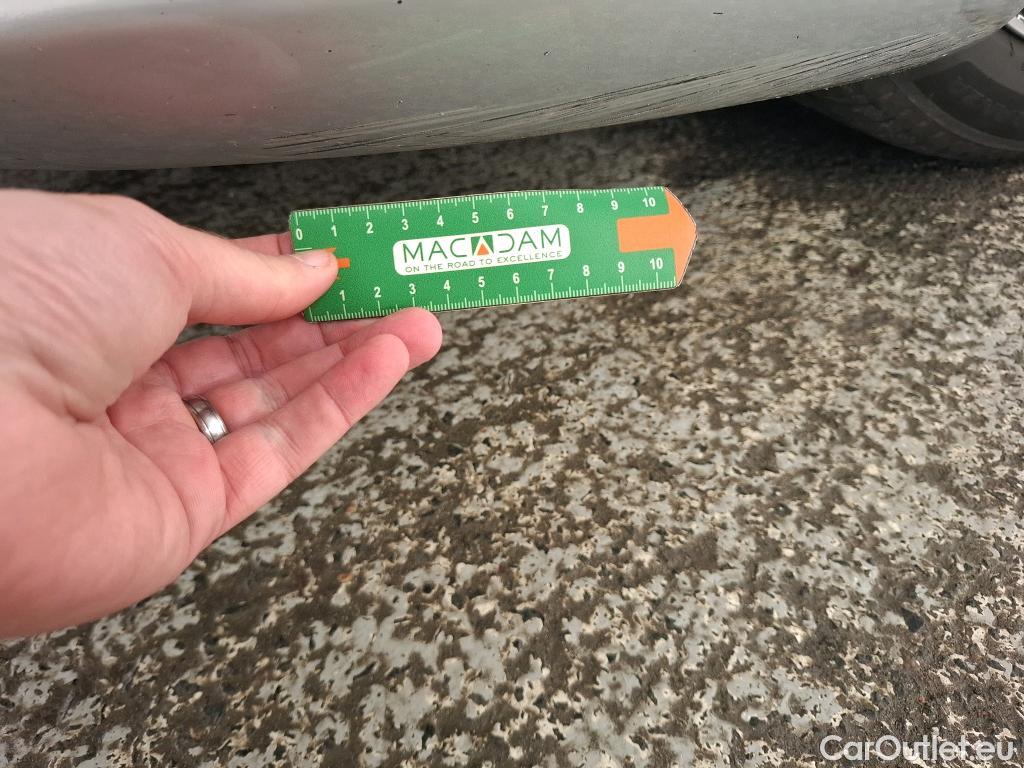 0 1 2 3 4 5 6 7 8 9 10
MACADAM
ON THE ROAD TO EXCELLENCE
1 2 3 4 5 6 7 8 9 10
CarOutlet.eu